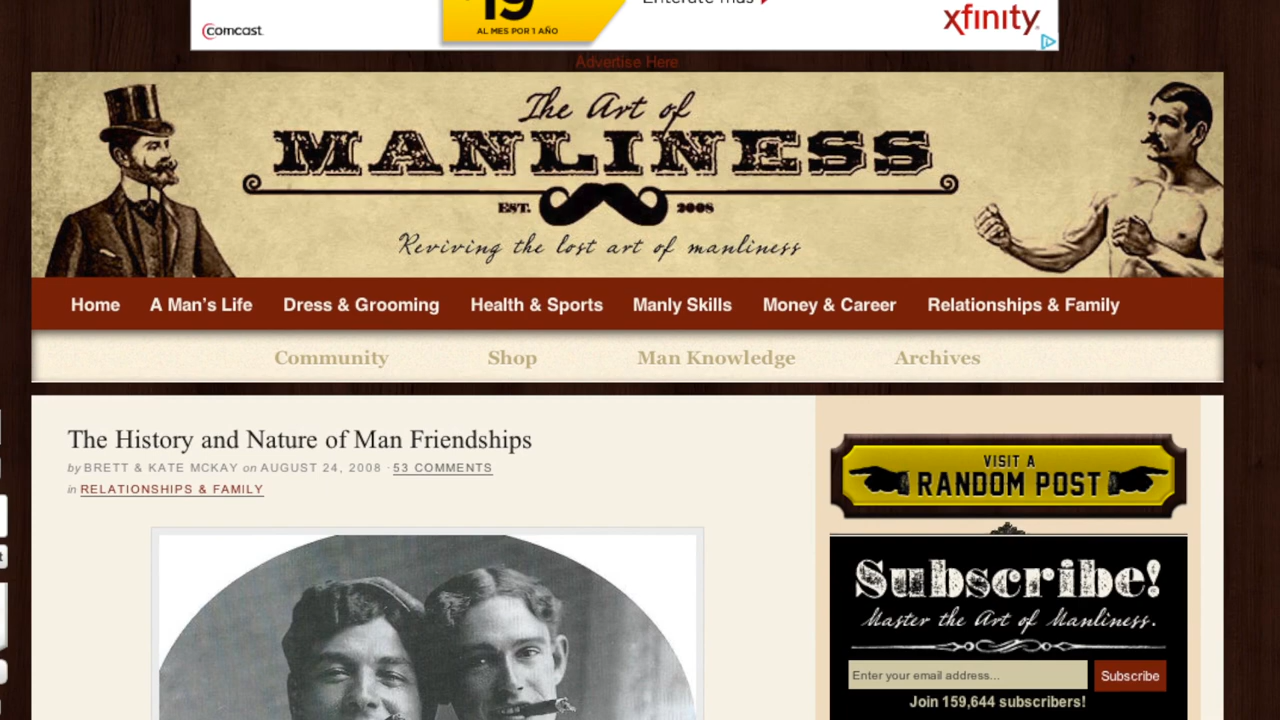 19
comcast.
AL MES POR 1 AÑO
Entérate más
xfinity
Advertise Here
The Art of
MANLINESS
EST. 2008
Reviving the lost art of manliness
Home A Man's Life Dress & Grooming Health & Sports Manly Skills Money & Career Relationships & Family
Community Shop Man Knowledge Archives
The History and Nature of Man Friendships
by BRETT & KATE MCKAY on AUGUST 24, 2008 · 53 COMMENTS
in RELATIONSHIPS & FAMILY
VISIT A
RANDOM POST
Subscribe!
Master the Art of Manliness.
Enter your email address...
Subscribe
Join 159,644 subscribers!